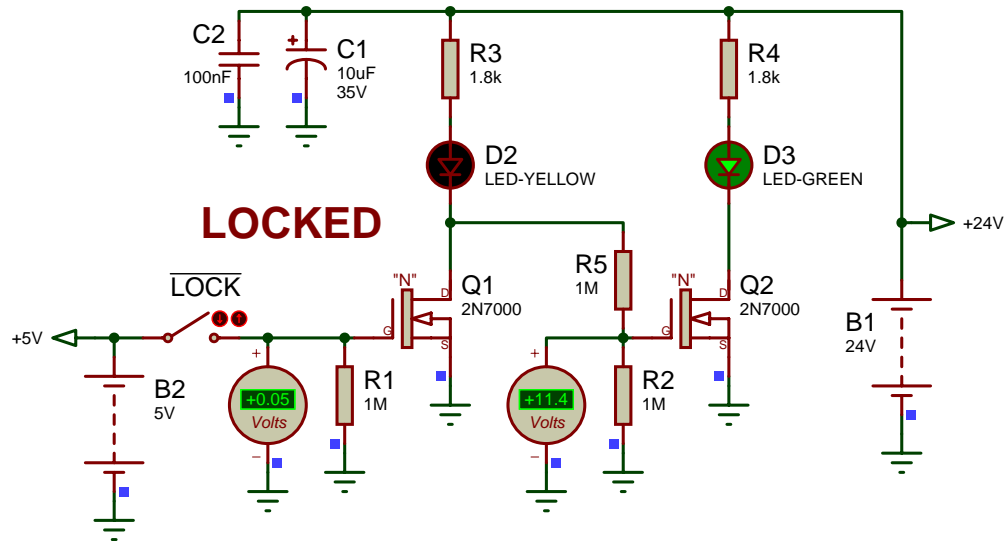 C2
100nF
C1
10uF
35V
R3
1.8k
R4
1.8k
D2
LED-YELLOW
D3
LED-GREEN
LOCKED
+24V
LOCK
"N"
Q1
2N7000
D
G
S
R5
1M
"N"
Q2
2N7000
D
G
S
B1
24V
+5V
B2
5V
+
+0.05
Volts
−
R1
1M
+
+11.4
Volts
−
R2
1M